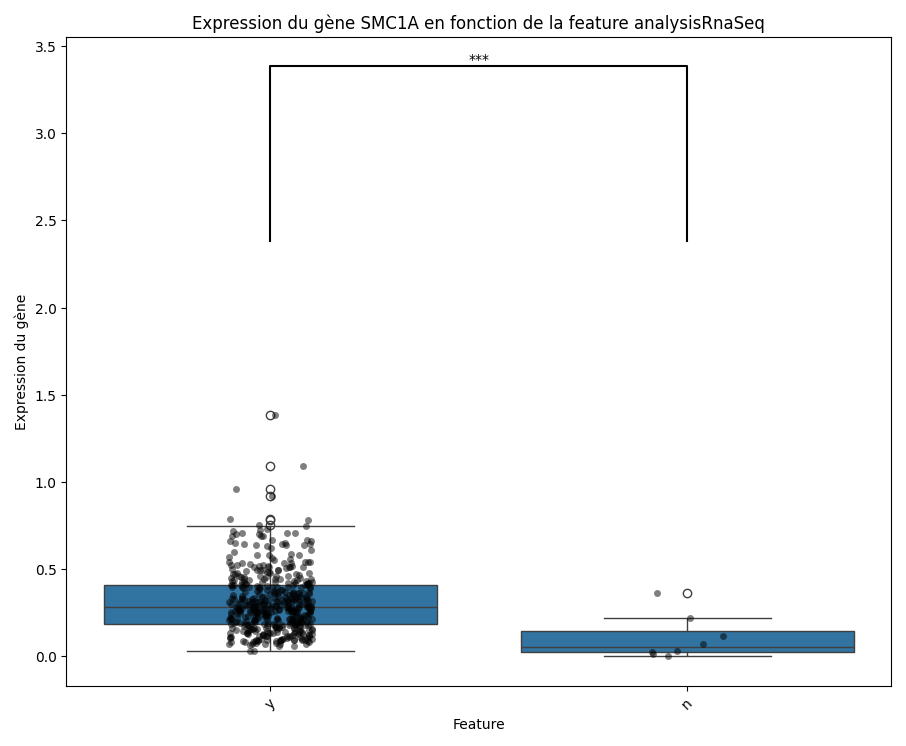 Expression du gène SMC1A en fonction de la feature analysisRnaSeq
***
3.5
3.0
2.5
2.0
1.5
1.0
0.5
0.0
Expression du gène
y
n
Feature